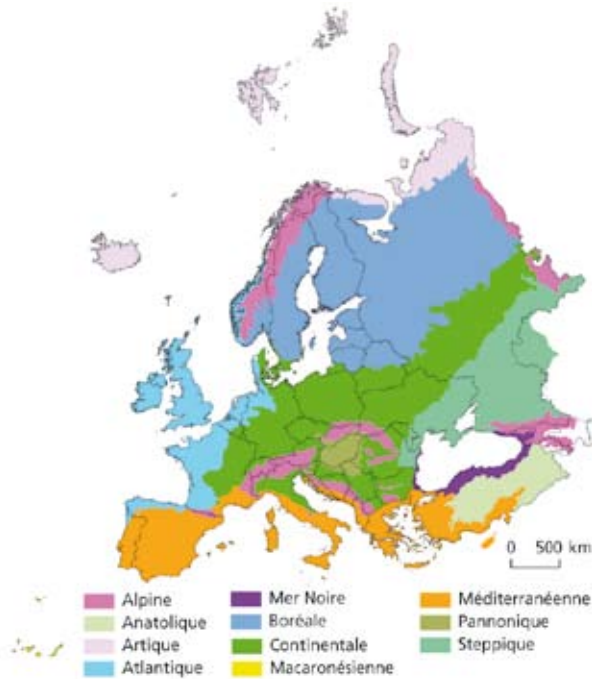 0 500 km
Alpine
Anatolique
Artique
Atlantique
Mer Noire
Boréale
Continentale
Macaronésienne
Méditerranéenne
Pannonique
Steppique